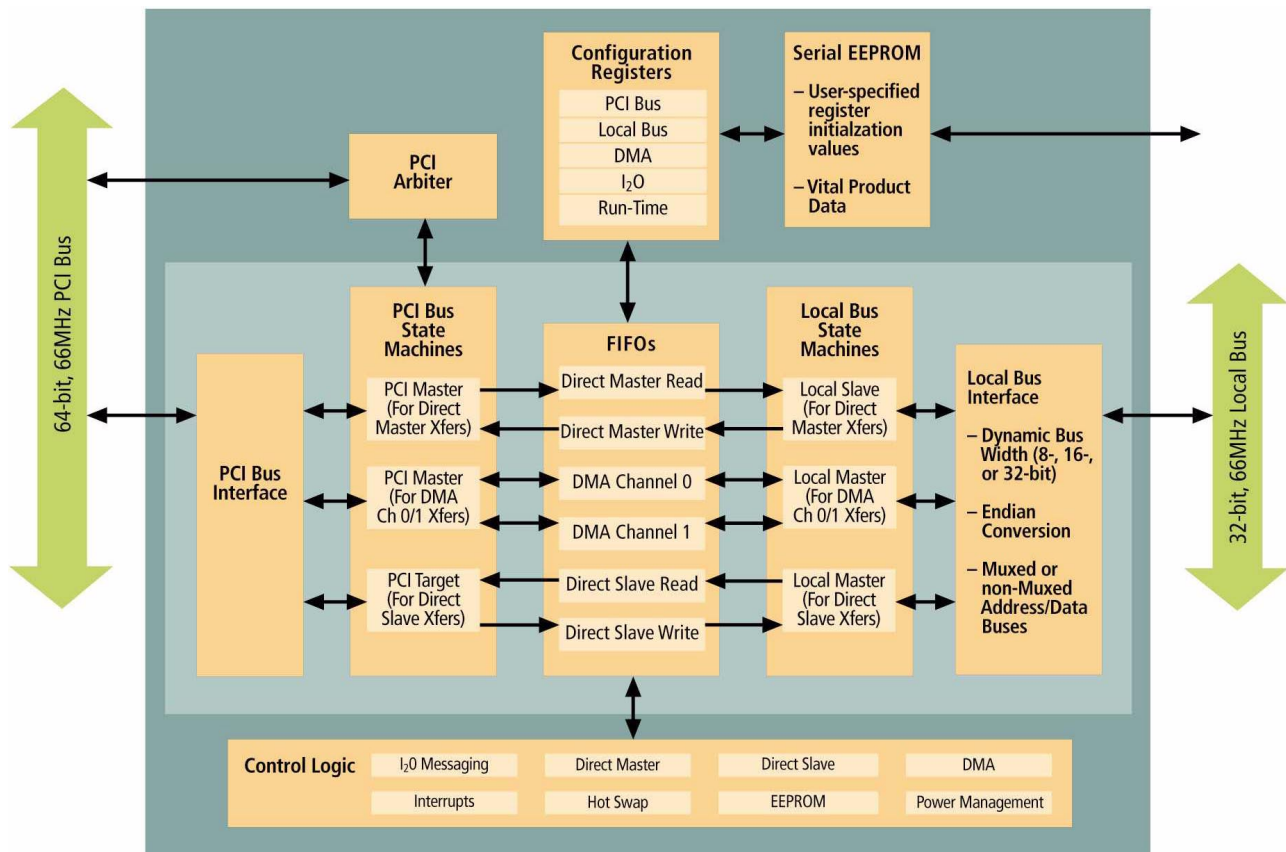 Configuration
Registers
PCI Bus
Local Bus
DMA
I₂O
Run-Time
Serial EEPROM
– User-specified
register
initialzation
values
– Vital Product
Data
PCI
Arbiter
64-bit, 66MHz PCI Bus
PCI Bus
Interface
PCI Bus
State
Machines
PCI Master
(For Direct
Master Xfers)
PCI Master
(For DMA
Ch 0/1 Xfers)
PCI Target
(For Direct
Slave Xfers)
FIFOs
Direct Master Read
Direct Master Write
DMA Channel 0
DMA Channel 1
Direct Slave Read
Direct Slave Write
Local Bus
State
Machines
Local Slave
(For Direct
Master Xfers)
Local Master
(For DMA
Ch 0/1 Xfers)
Local Master
(For Direct
Slave Xfers)
Local Bus
Interface
– Dynamic Bus
Width (8-, 16-,
or 32-bit)
– Endian
Conversion
– Muxed or
non-Muxed
Address/Data
Buses
32-bit, 66MHz Local Bus
Control Logic
I₂0 Messaging
Direct Master
Direct Slave
DMA
Interrupts
Hot Swap
EEPROM
Power Management